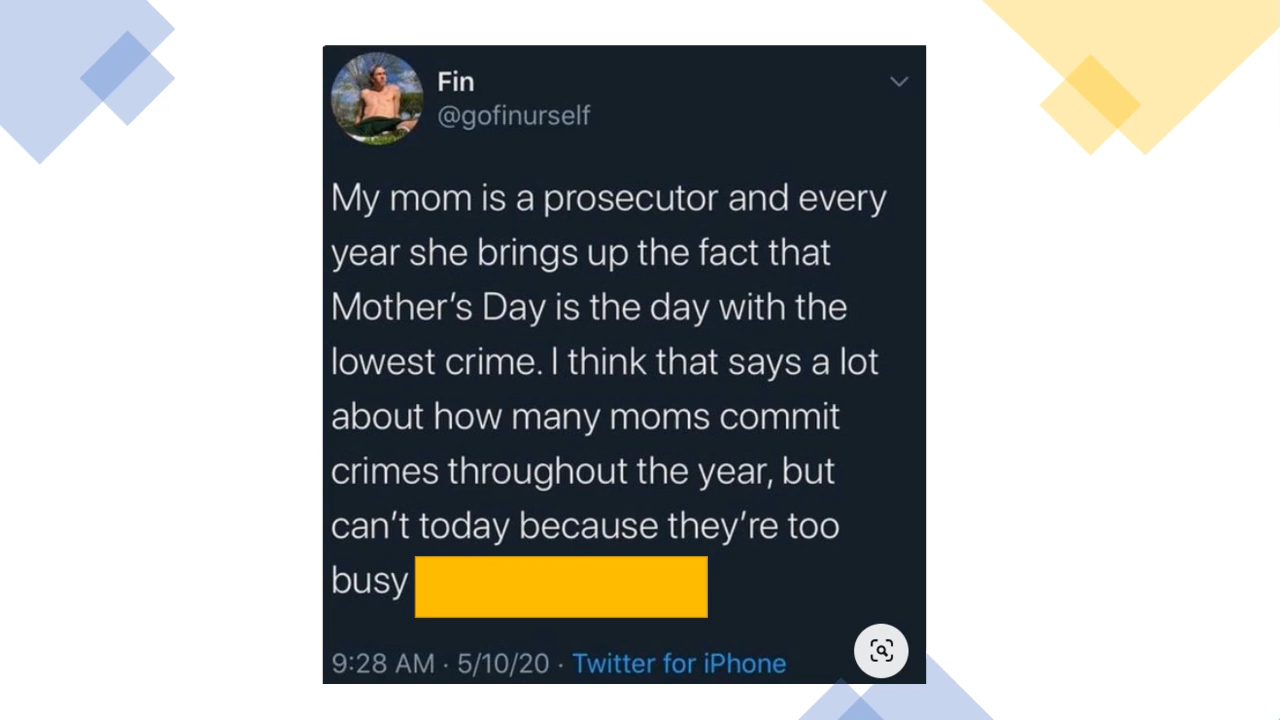 Fin
@gofinurself
My mom is a prosecutor and every
year she brings up the fact that
Mother’s Day is the day with the
lowest crime. I think that says a lot
about how many moms commit
crimes throughout the year, but
can’t today because they’re too
busy
9:28 AM · 5/10/20 · Twitter for iPhone